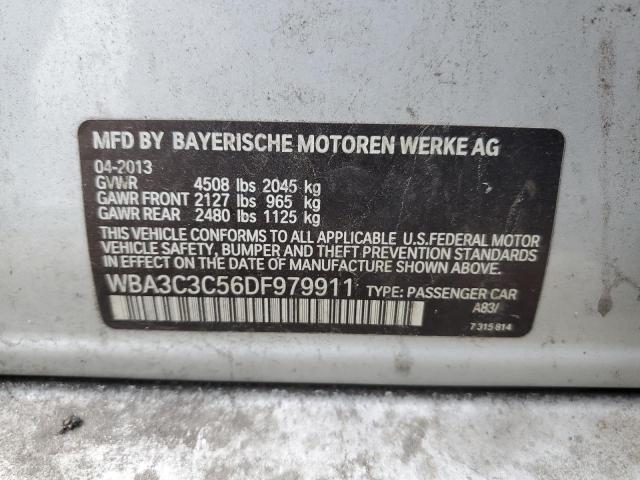 MFD BY BAYERISCHE MOTOREN WERKE AG
04-2013
GVWR 4508 lbs 2045 kg
GAWR FRONT 2127 lbs 965 kg
GAWR REAR 2480 lbs 1125 kg
THIS VEHICLE CONFORMS TO ALL APPLICABLE U.S.FEDERAL MOTOR
VEHICLE SAFETY, BUMPER AND THEFT PREVENTION STANDARDS
IN EFFECT ON THE DATE OF MANUFACTURE SHOWN ABOVE.
WBA3C3C56DF979911 TYPE: PASSENGER CAR
A83/
7 315 814